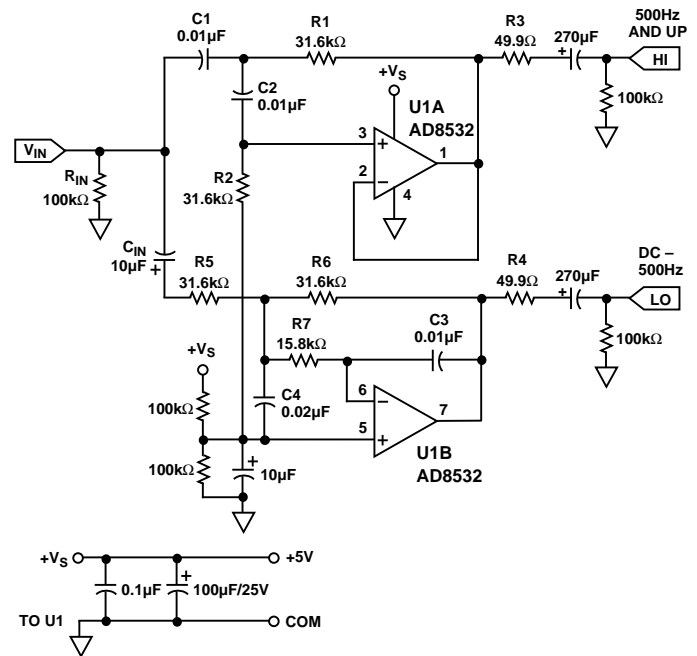 C1
0.01µF
R1
31.6kΩ
R3
49.9Ω
270µF
+
500Hz
AND UP
HI
100kΩ
C2
0.01µF
+VS
U1A
AD8532
3
+
2
−
1
4
VIN
RIN
100kΩ
R2
31.6kΩ
CIN
10µF
+
R5
31.6kΩ
R6
31.6kΩ
R4
49.9Ω
270µF
+
DC –
500Hz
LO
100kΩ
R7
15.8kΩ
C3
0.01µF
+VS
100kΩ
C4
0.02µF
6
−
5
+
7
U1B
AD8532
100kΩ
+
10µF
+VS
+5V
0.1µF
+
100µF/25V
TO U1
COM